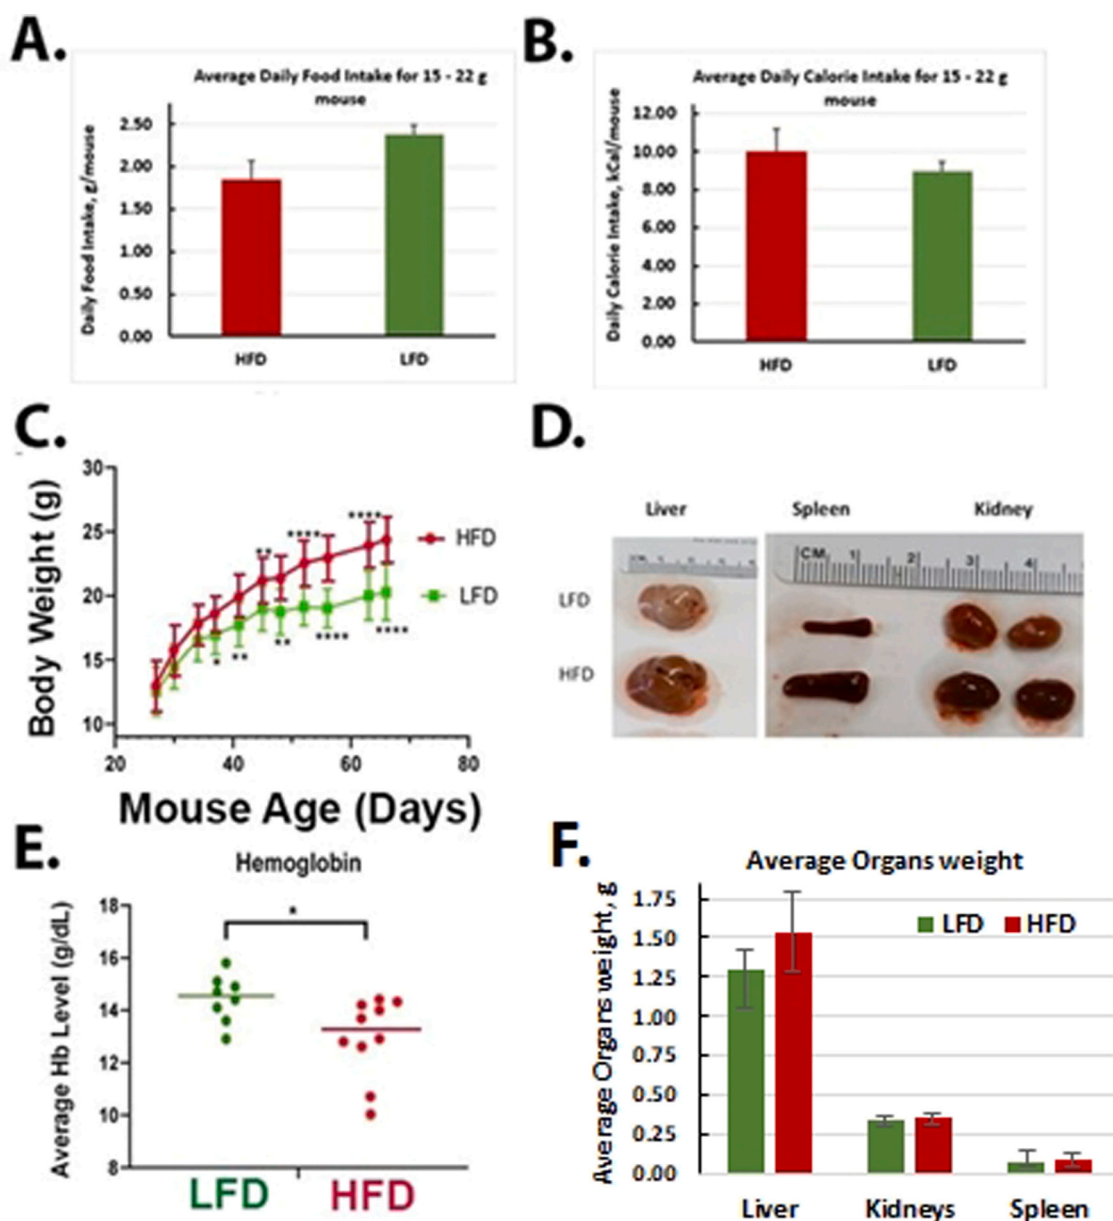 A.
Average Daily Food Intake for 15 - 22 g
mouse
Daily Food Intake, g/mouse
2.50
2.00
1.50
1.00
0.50
0.00
HFD
LFD
B.
Average Daily Calorie Intake for 15 - 22 g
mouse
Daily Calorie Intake, kCal/mouse
12.00
10.00
8.00
6.00
4.00
2.00
0.00
HFD
LFD
C.
Body Weight (g)
30
25
20
15
10
**
****
****
*
**
**
****
****
HFD
LFD
20
40
60
80
Mouse Age (Days)
D.
Liver
Spleen
Kidney
LFD
HFD
CM
1
2
3
4
E.
Hemoglobin
Average Hb Level (g/dL)
18
16
14
12
10
8
*
LFD
HFD
F.
Average Organs weight
Average Organs weight, g
1.75
1.50
1.25
1.00
0.75
0.50
0.25
0.00
LFD
HFD
Liver
Kidneys
Spleen